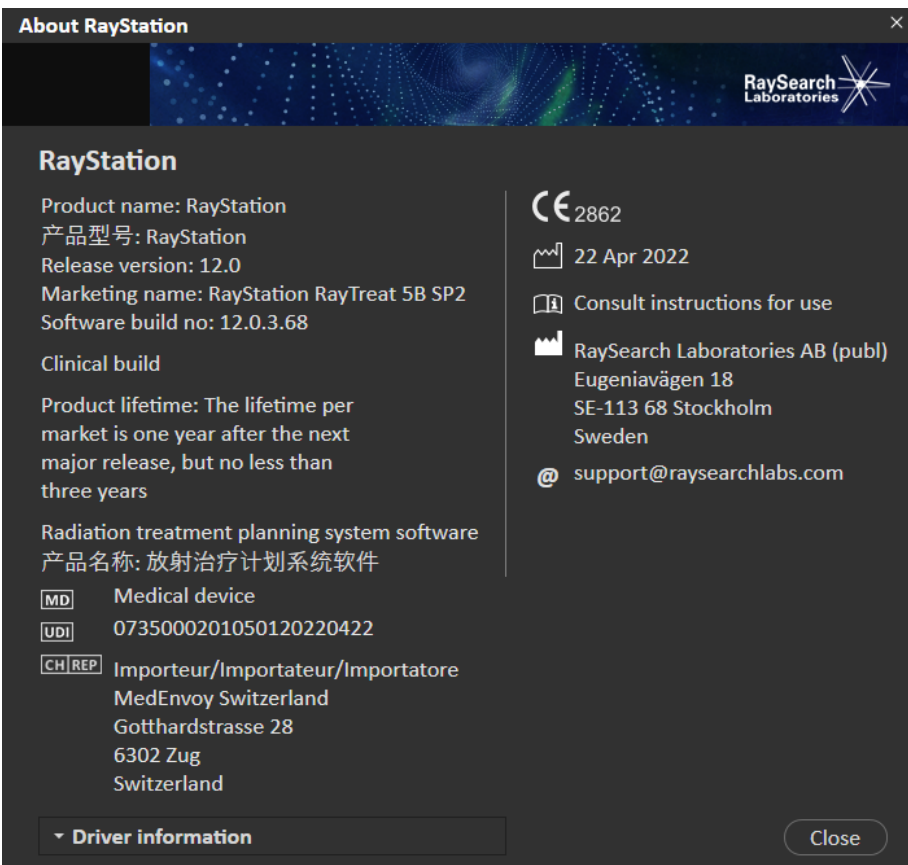 About RayStation
RaySearch
Laboratories
RayStation
Product name: RayStation
产品型号: RayStation
Release version: 12.0
Marketing name: RayStation RayTreat 5B SP2
Software build no: 12.0.3.68
Clinical build
Product lifetime: The lifetime per
market is one year after the next
major release, but no less than
three years
Radiation treatment planning system software
产品名称: 放射治疗计划系统软件
MD Medical device
UDI 0735000201050120220422
CH REP Importeur/Importateur/Importatore
MedEnvoy Switzerland
Gotthardstrasse 28
6302 Zug
Switzerland
CE 2862
22 Apr 2022
Consult instructions for use
RaySearch Laboratories AB (publ)
Eugeniavägen 18
SE-113 68 Stockholm
Sweden
@ support@raysearchlabs.com
Driver information
Close